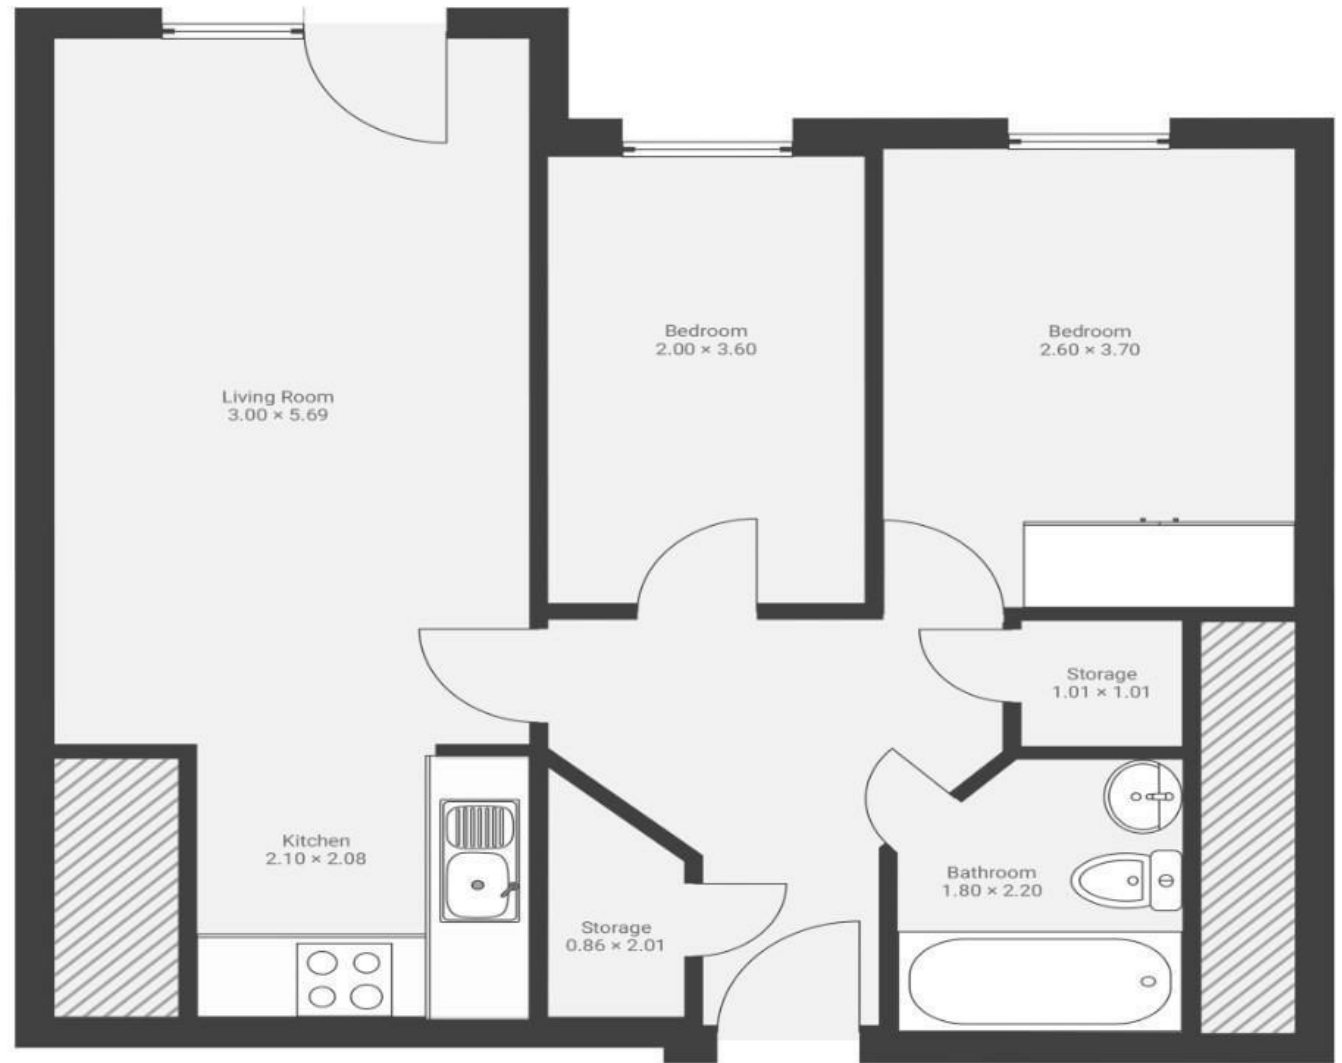 Living Room
3.00 × 5.69
Bedroom
2.00 × 3.60
Bedroom
2.60 × 3.70
Storage
1.01 × 1.01
Kitchen
2.10 × 2.08
Storage
0.86 × 2.01
Bathroom
1.80 × 2.20